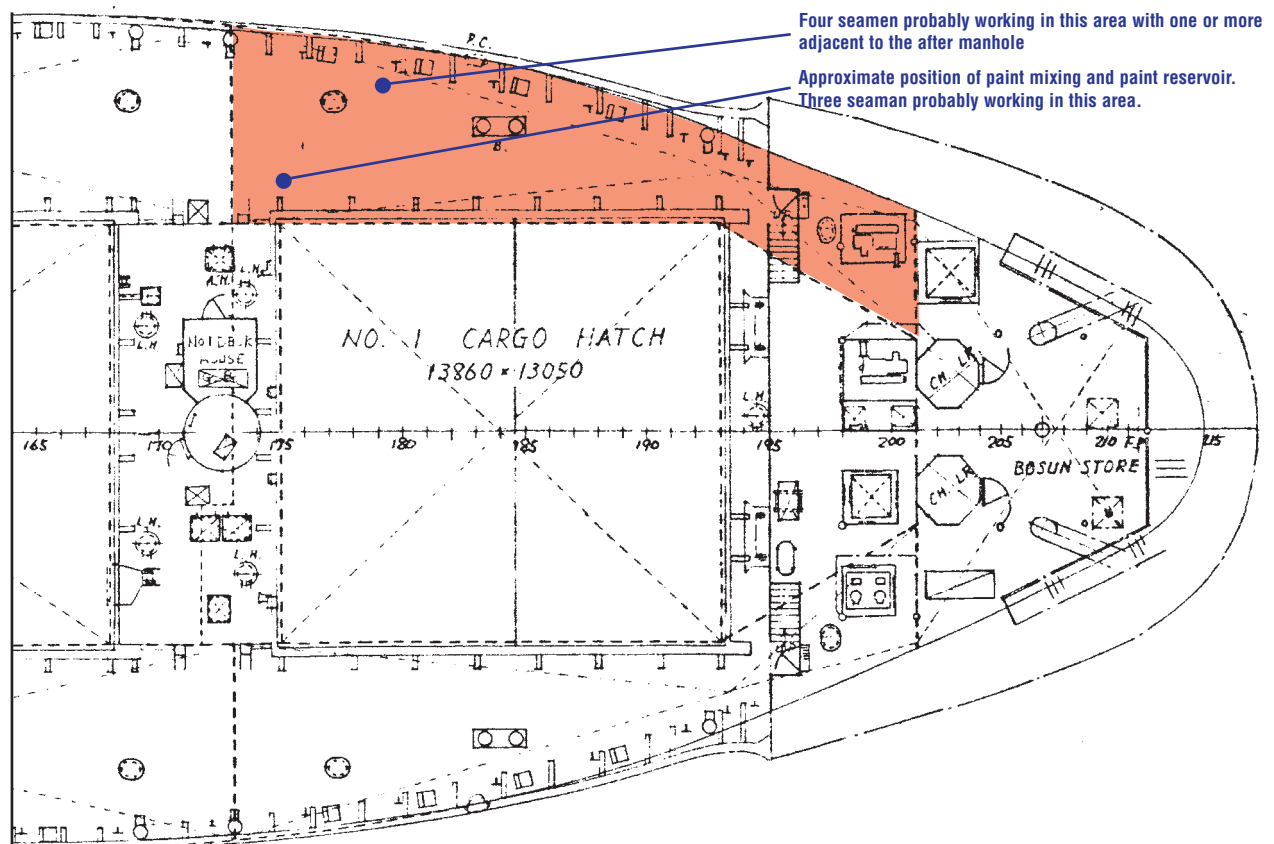 Four seamen probably working in this area with one or more
adjacent to the after manhole
Approximate position of paint mixing and paint reservoir.
Three seaman probably working in this area.
P.C.
B.
A.H.
L.H.
L.H.
NO. 1 CARGO HATCH
13860 × 13050
HOUSE
L.H.
CH. LR
165 170 175 180 185 190 195 200 205 210 F.P. 215
BOSUN STORE
CH. LR
L.H.
L.H.